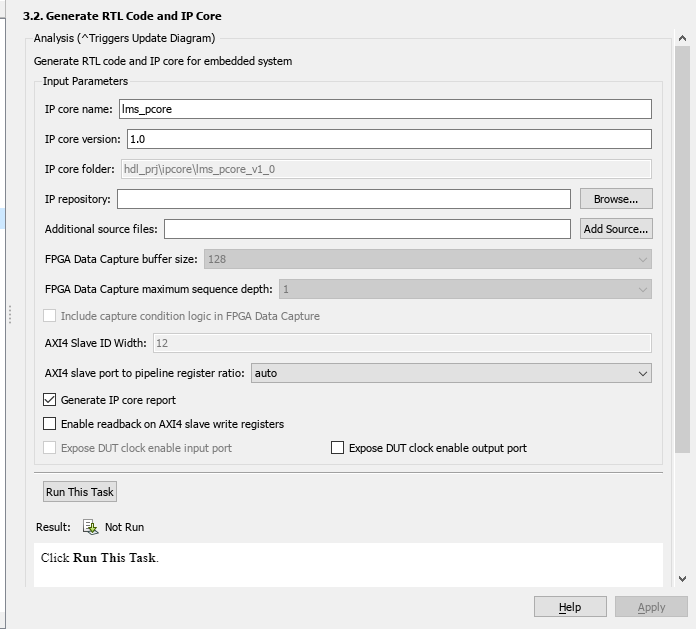 3.2. Generate RTL Code and IP Core
Analysis (^Triggers Update Diagram)
Generate RTL code and IP core for embedded system
Input Parameters
IP core name: lms_pcore
IP core version: 1.0
IP core folder: hdl_prj\ipcore\lms_pcore_v1_0
IP repository: Browse...
Additional source files: Add Source...
FPGA Data Capture buffer size: 128
FPGA Data Capture maximum sequence depth: 1
Include capture condition logic in FPGA Data Capture
AXI4 Slave ID Width: 12
AXI4 slave port to pipeline register ratio: auto
Generate IP core report
Enable readback on AXI4 slave write registers
Expose DUT clock enable input port Expose DUT clock enable output port
Run This Task
Result: Not Run
Click Run This Task.
Help Apply